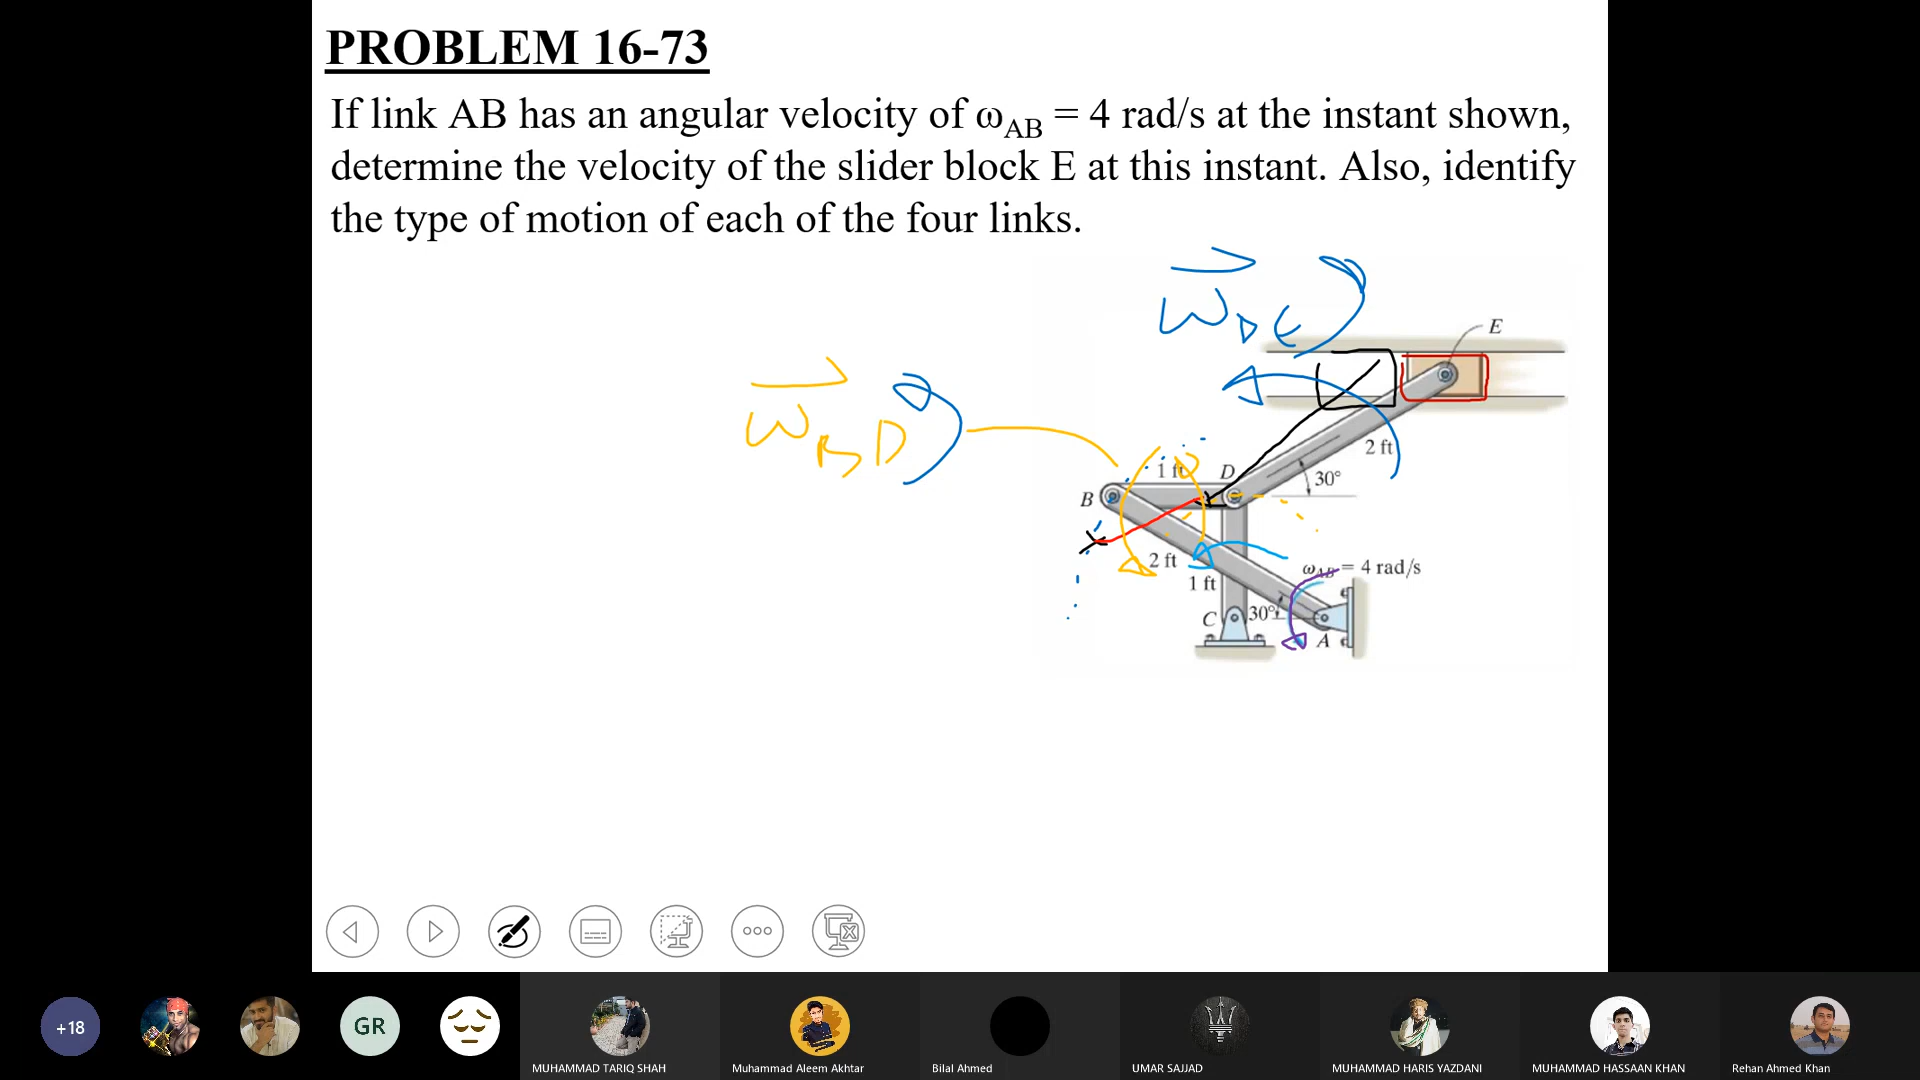 PROBLEM 16-73
If link AB has an angular velocity of ωAB = 4 rad/s at the instant shown,
determine the velocity of the slider block E at this instant. Also, identify
the type of motion of each of the four links.
ωDE
E
ωBD
2 ft
1 ft
D
30°
B
2 ft
ωAB = 4 rad/s
1 ft
C
30°
A
+18
GR
MUHAMMAD TARIQ SHAH
Muhammad Aleem Akhtar
Bilal Ahmed
UMAR SAJJAD
MUHAMMAD HARIS YAZDANI
MUHAMMAD HASSAAN KHAN
Rehan Ahmed Khan